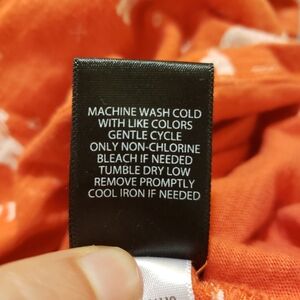 MACHINE WASH COLD
WITH LIKE COLORS
GENTLE CYCLE
ONLY NON-CHLORINE
BLEACH IF NEEDED
TUMBLE DRY LOW
REMOVE PROMPTLY
COOL IRON IF NEEDED